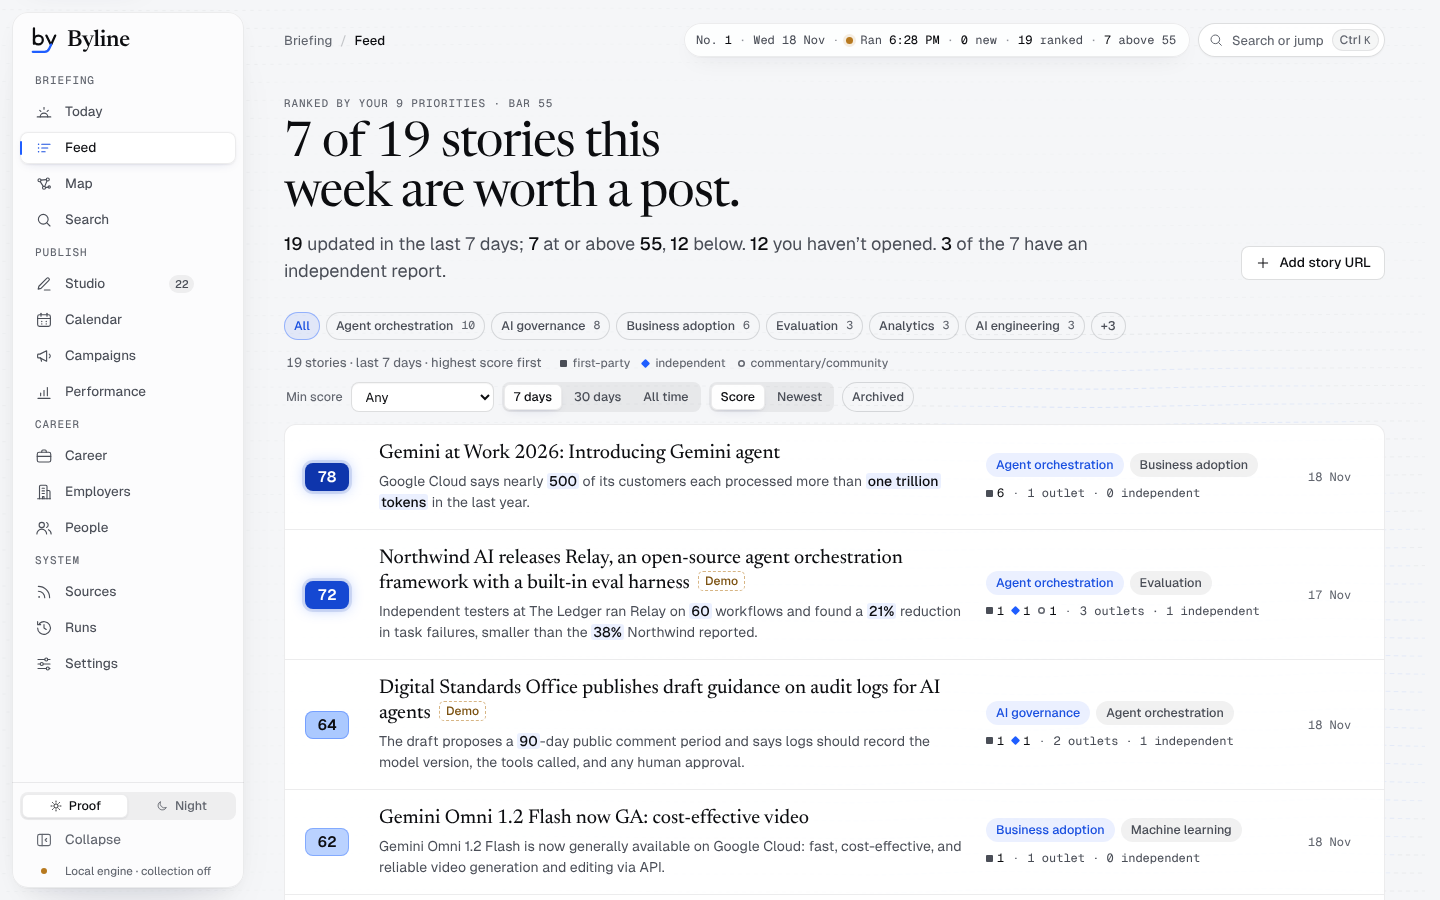 by Byline
BRIEFING
Today
Feed
Map
Search
PUBLISH
Studio 22
Calendar
Campaigns
Performance
CAREER
Career
Employers
People
SYSTEM
Sources
Runs
Settings
Proof Night
Collapse
Local engine · collection off
Briefing / Feed
No. 1 · Wed 18 Nov · Ran 6:28 PM · 0 new · 19 ranked · 7 above 55
Search or jump Ctrl K
RANKED BY YOUR 9 PRIORITIES · BAR 55
7 of 19 stories this
week are worth a post.
19 updated in the last 7 days; 7 at or above 55, 12 below. 12 you haven’t opened. 3 of the 7 have an
independent report.
Add story URL
All Agent orchestration 10 AI governance 8 Business adoption 6 Evaluation 3 Analytics 3 AI engineering 3 +3
19 stories · last 7 days · highest score first first-party independent commentary/community
Min score Any 7 days 30 days All time Score Newest Archived
78
Gemini at Work 2026: Introducing Gemini agent
Google Cloud says nearly 500 of its customers each processed more than one trillion
tokens in the last year.
Agent orchestration Business adoption
6 · 1 outlet · 0 independent
18 Nov
72
Northwind AI releases Relay, an open-source agent orchestration
framework with a built-in eval harness Demo
Independent testers at The Ledger ran Relay on 60 workflows and found a 21% reduction
in task failures, smaller than the 38% Northwind reported.
Agent orchestration Evaluation
1 1 1 · 3 outlets · 1 independent
17 Nov
64
Digital Standards Office publishes draft guidance on audit logs for AI
agents Demo
The draft proposes a 90-day public comment period and says logs should record the
model version, the tools called, and any human approval.
AI governance Agent orchestration
1 1 · 2 outlets · 1 independent
18 Nov
62
Gemini Omni 1.2 Flash now GA: cost-effective video
Gemini Omni 1.2 Flash is now generally available on Google Cloud: fast, cost-effective, and
reliable video generation and editing via API.
Business adoption Machine learning
1 · 1 outlet · 0 independent
18 Nov